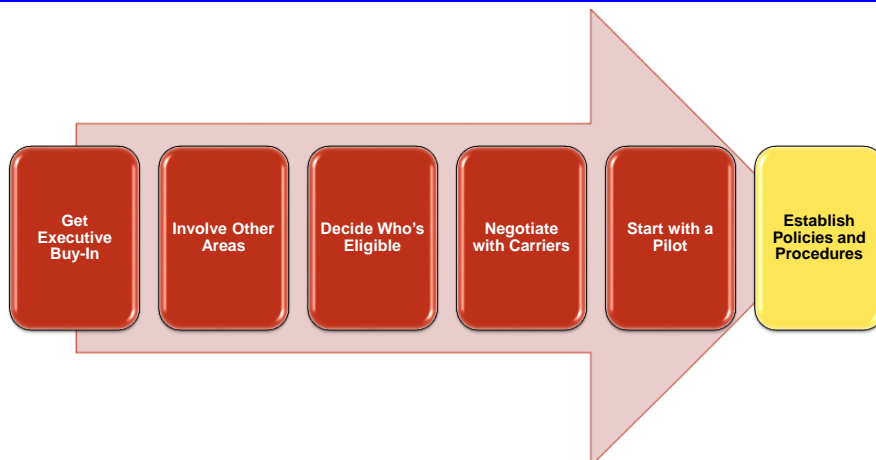 Get
Executive
Buy-In
Involve Other
Areas
Decide Who's
Eligible
Negotiate
with Carriers
Start with a
Pilot
Establish
Policies and
Procedures